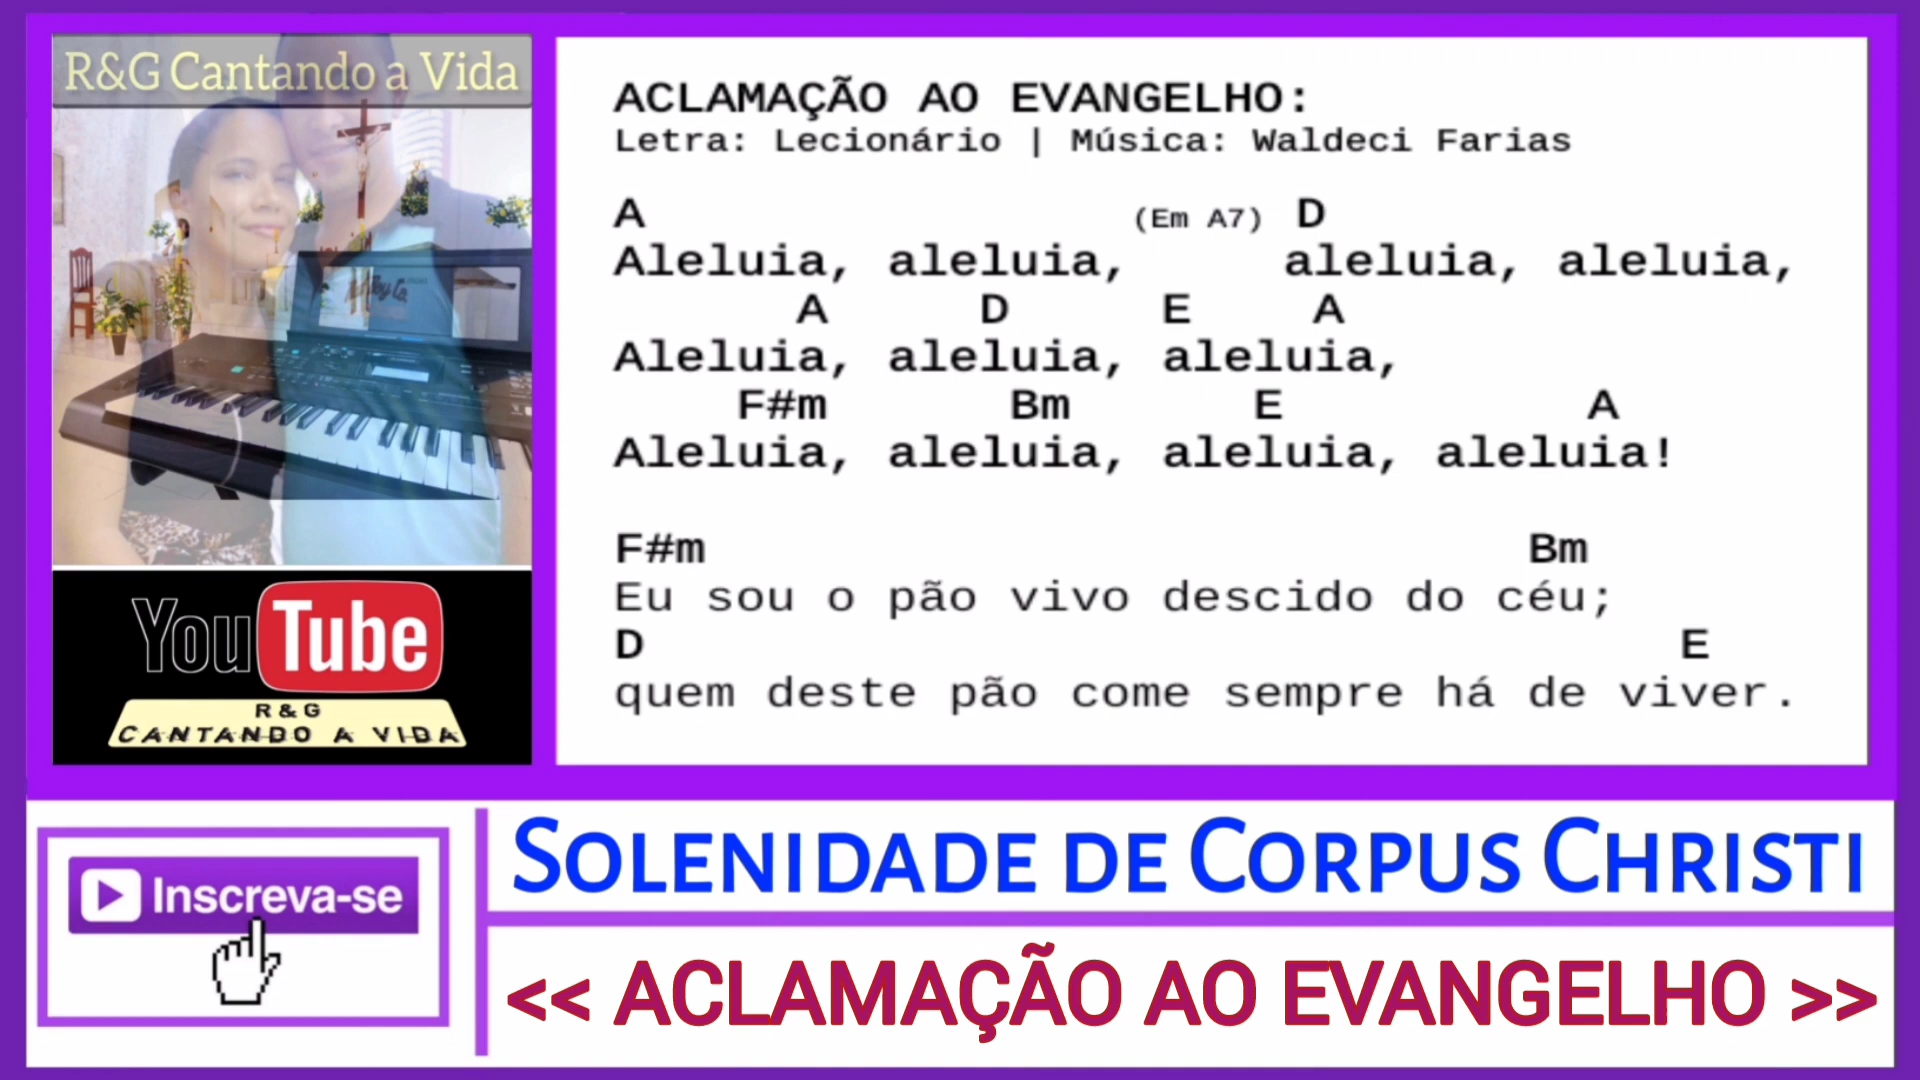 R&G Cantando a Vida
YouTube
R & G
CANTANDO A VIDA
ACLAMAÇÃO AO EVANGELHO:
Letra: Lecionário | Música: Waldeci Farias
A (Em A7) D
Aleluia, aleluia, aleluia, aleluia,
A D E A
Aleluia, aleluia, aleluia,
F#m Bm E A
Aleluia, aleluia, aleluia, aleluia!
F#m Bm
Eu sou o pão vivo descido do céu;
D E
quem deste pão come sempre há de viver.
Inscreva-se
SOLENIDADE DE CORPUS CHRISTI
<< ACLAMAÇÃO AO EVANGELHO >>